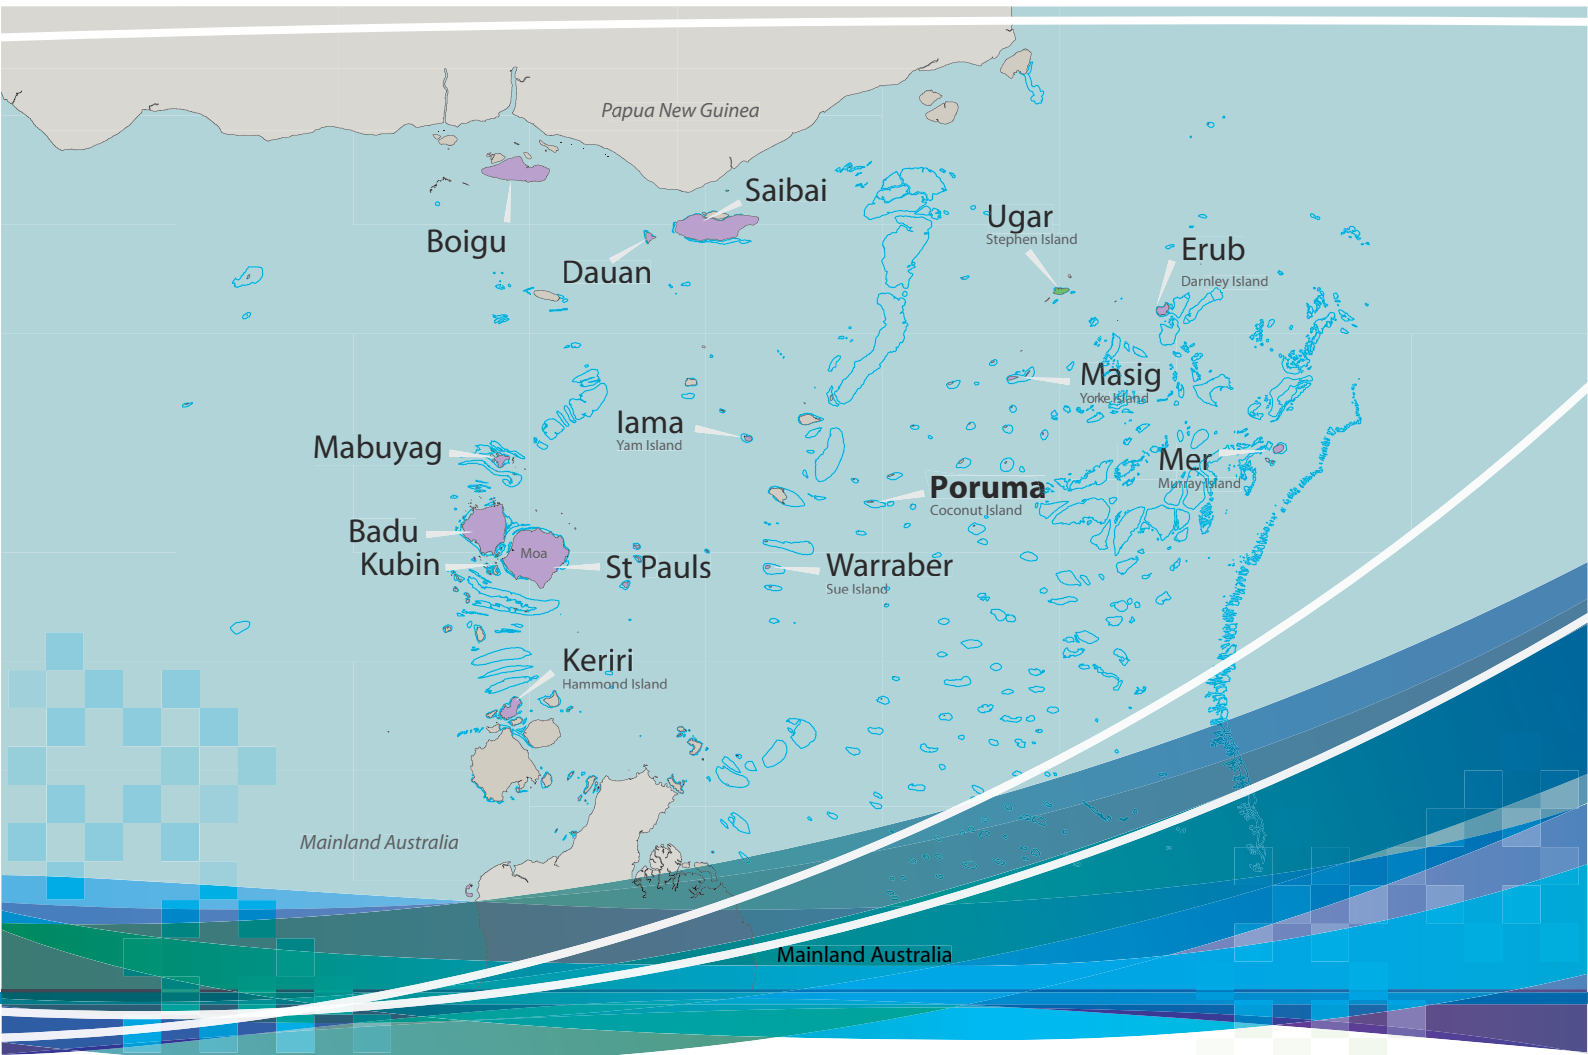 Papua New Guinea
Saibai
Boigu
Dauan
Ugar
Stephen Island
Erub
Darnley Island
Masig
Yorke Island
Iama
Yam Island
Mabuyag
Mer
Murray Island
Poruma
Coconut Island
Badu
Kubin
Moa
St Pauls
Warraber
Sue Island
Keriri
Hammond Island
Mainland Australia
Mainland Australia